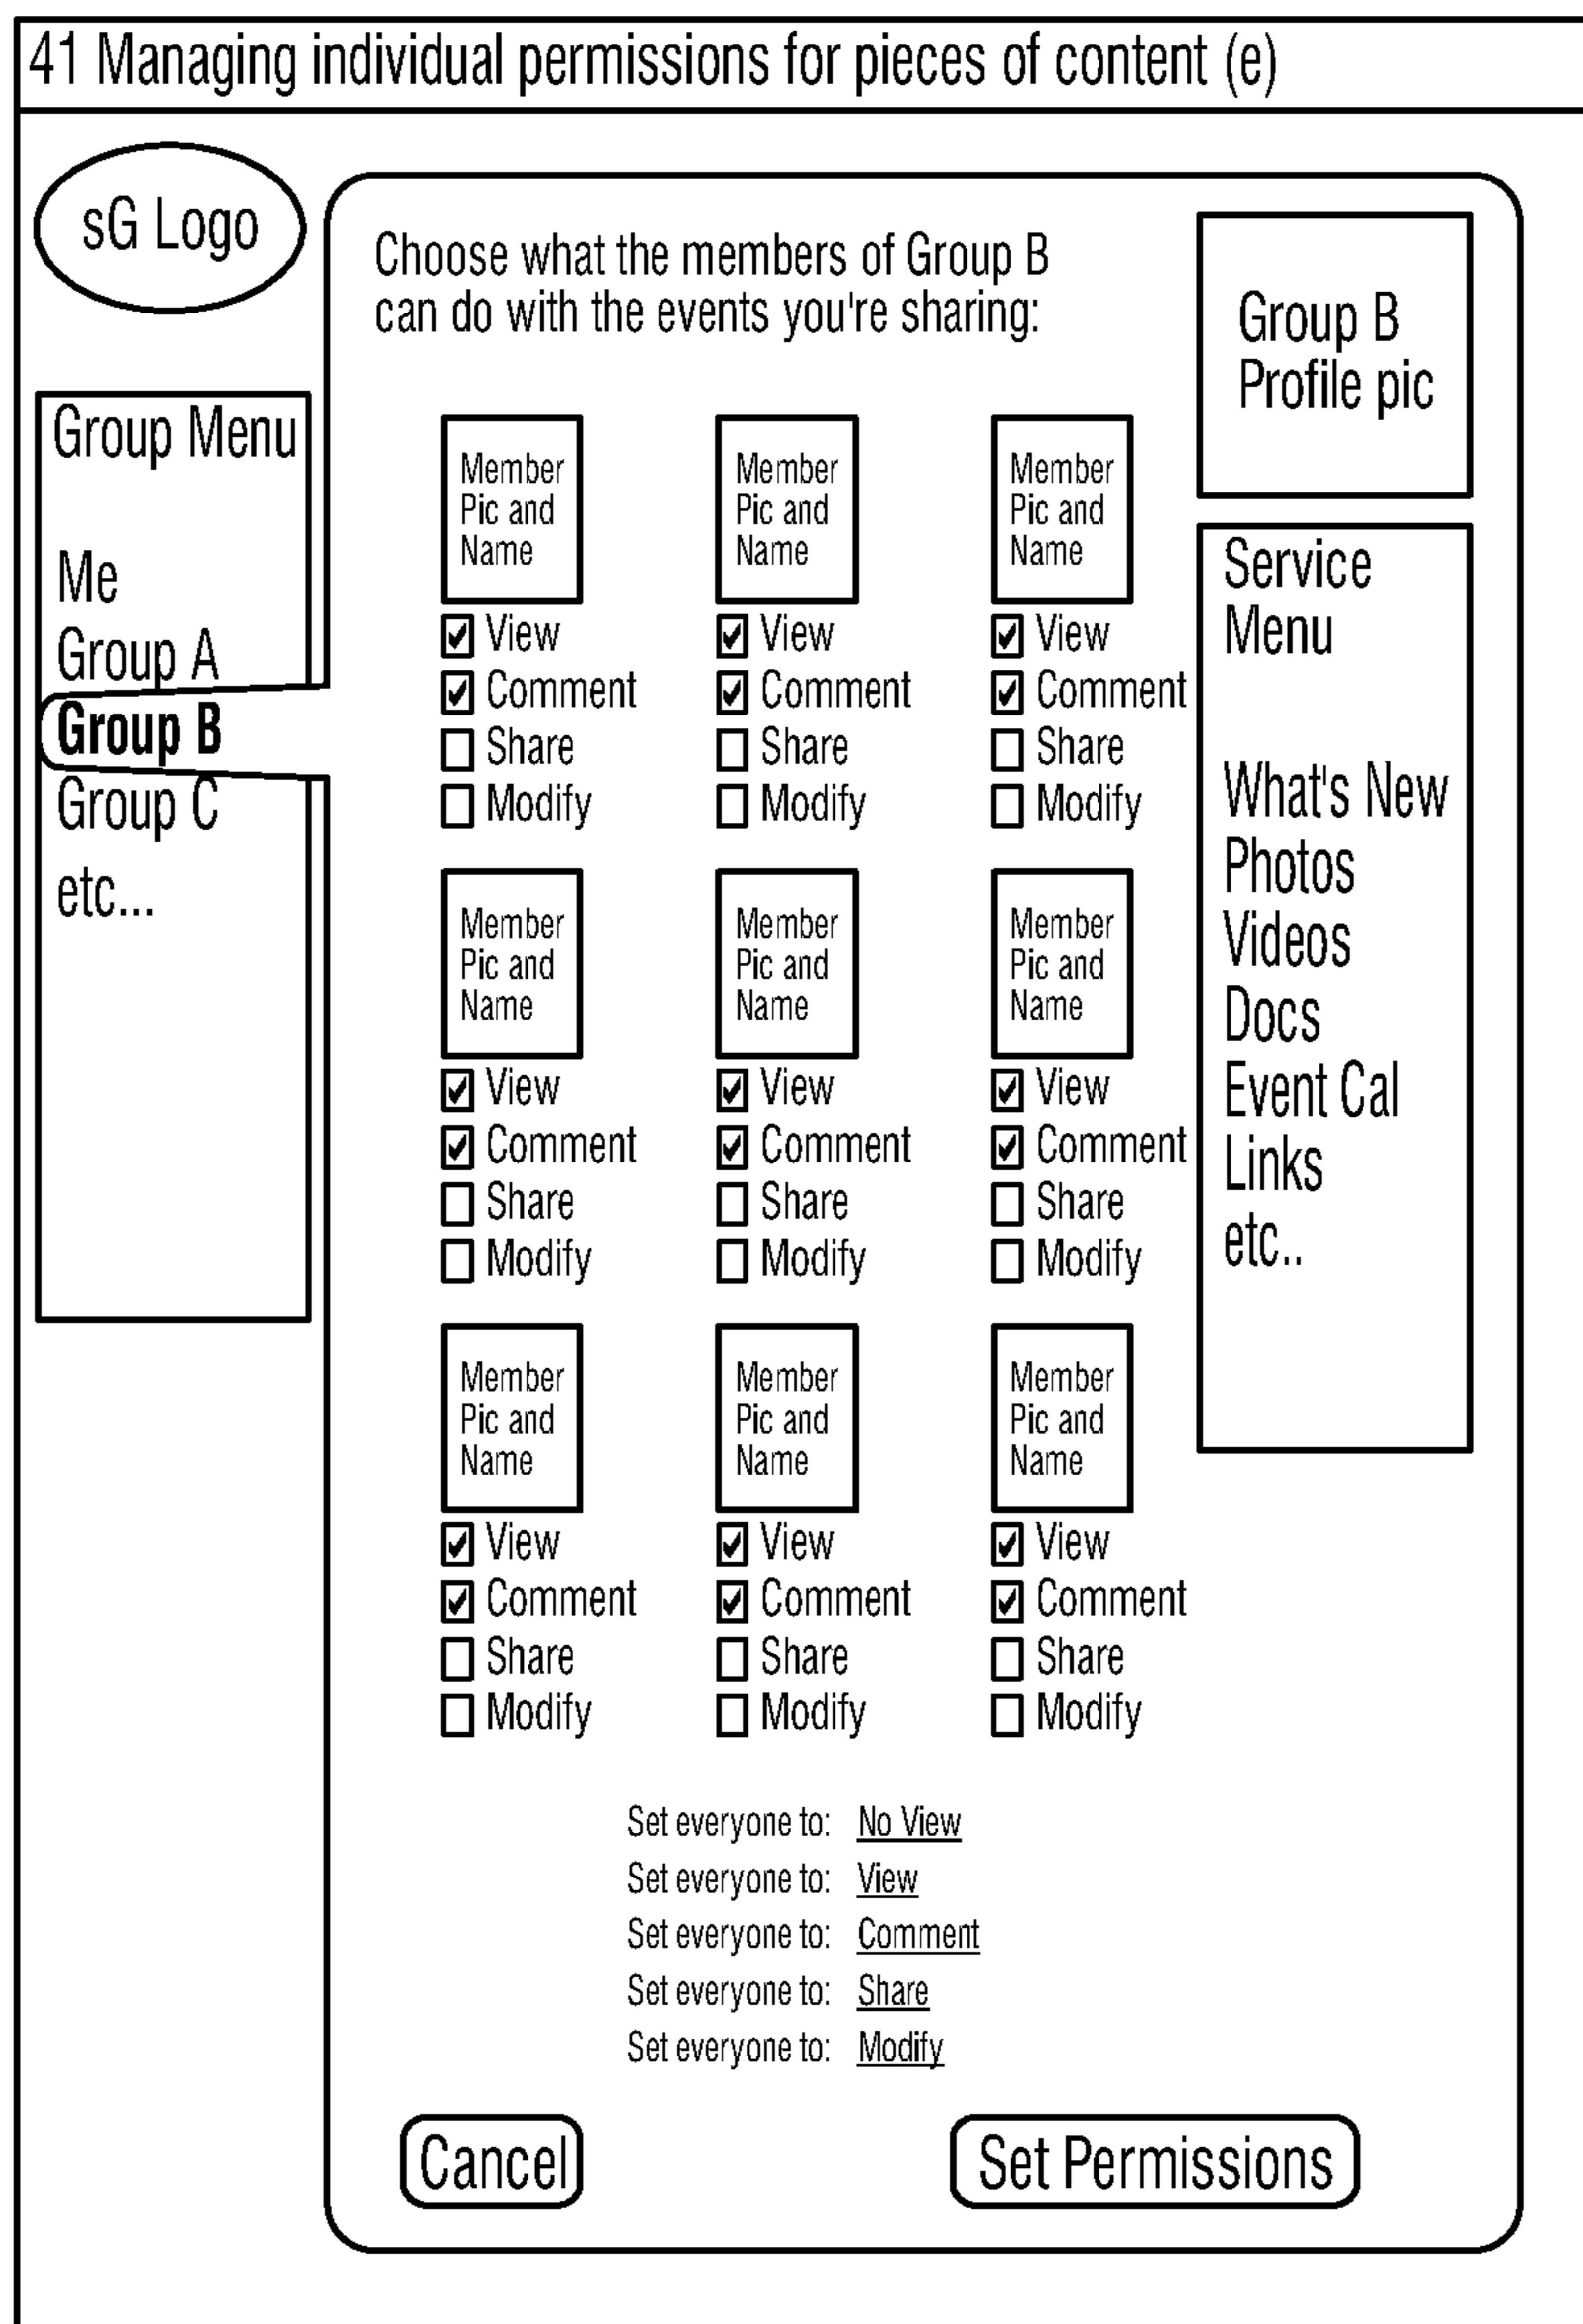 41 Managing individual permissions for pieces of content (e)
sG Logo
Group Menu
Me
Group A
Group B
Group C
etc...
Choose what the members of Group B
can do with the events you're sharing:
Member
Pic and
Name
View
Comment
Share
Modify
Member
Pic and
Name
View
Comment
Share
Modify
Member
Pic and
Name
View
Comment
Share
Modify
Member
Pic and
Name
View
Comment
Share
Modify
Member
Pic and
Name
View
Comment
Share
Modify
Member
Pic and
Name
View
Comment
Share
Modify
Member
Pic and
Name
View
Comment
Share
Modify
Member
Pic and
Name
View
Comment
Share
Modify
Member
Pic and
Name
View
Comment
Share
Modify
Set everyone to: No View
Set everyone to: View
Set everyone to: Comment
Set everyone to: Share
Set everyone to: Modify
Cancel
Set Permissions
Group B
Profile pic
Service
Menu
What's New
Photos
Videos
Docs
Event Cal
Links
etc..